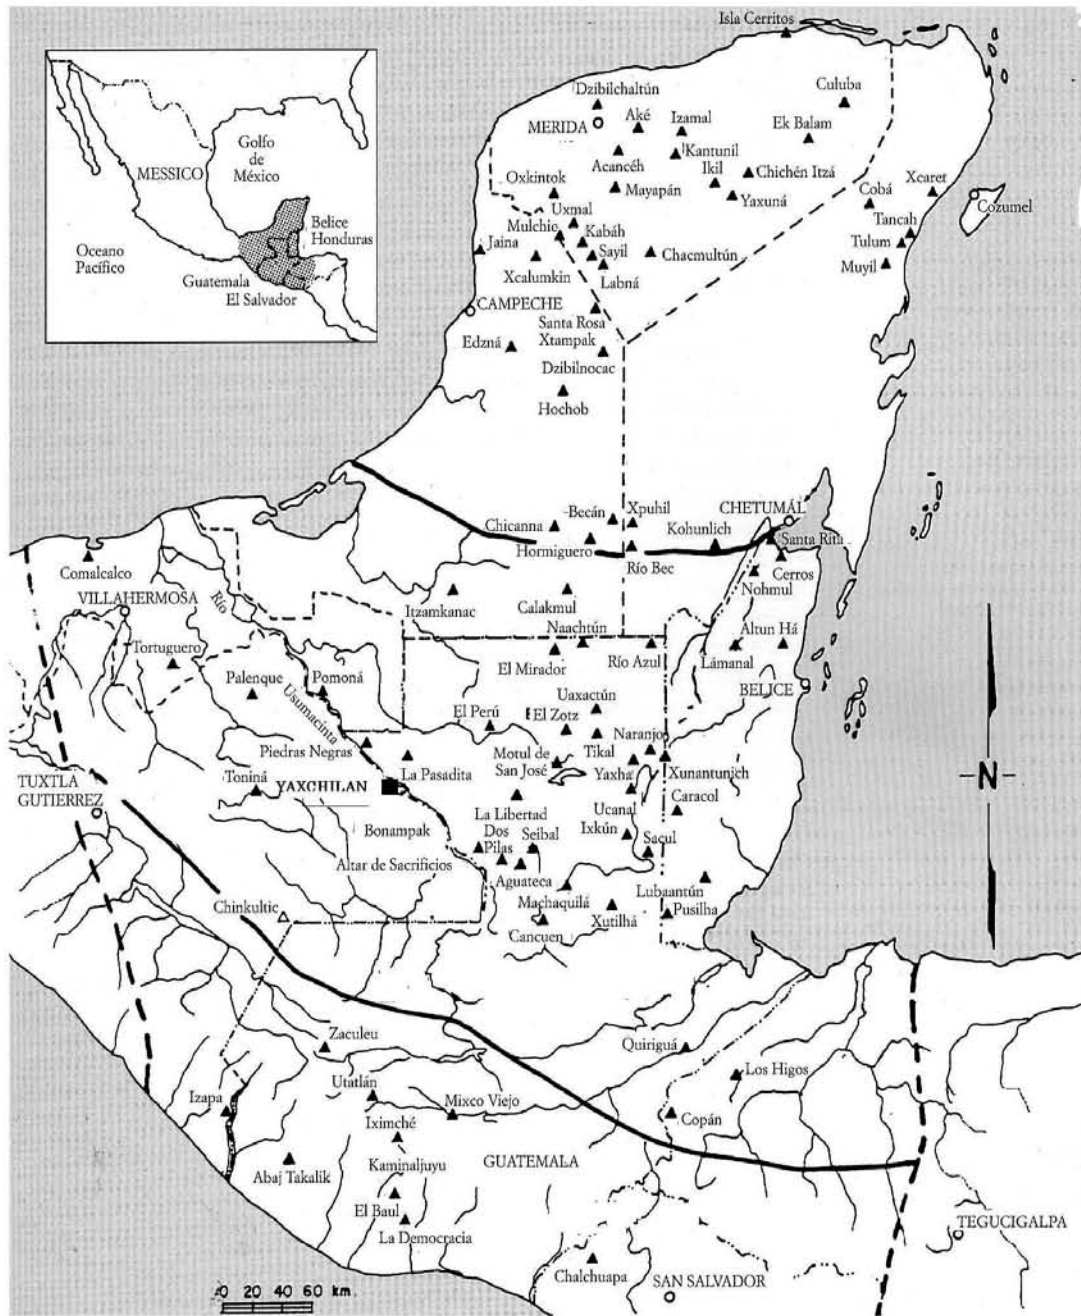 Isla Cerritos
Dzibilchaltún
Culuba
MERIDA
Aké
Izamal
Ek Balam
Acancéh
Kantunil
Ikil
Chichén Itzá
Oxkintok
Mayapán
Yaxuná
Cobá
Xcaret
Cozumel
Uxmal
Mulchic
Kabáh
Tancah
Jaina
Sayil
Chacmultún
Tulum
Xcalumkin
Labná
Muyil
CAMPECHE
Santa Rosa
Xtampak
Edzná
Dzibilnocac
Hochob
Golfo
de
México
MESSICO
Belice
Honduras
Oceano
Pacífico
Guatemala
El Salvador
Becán
Xpuhil
CHETUMÁL
Chicanna
Kohunlich
Hormiguero
Santa Rita
Río Bec
Cerros
Comalcalco
Nohmul
Itzamkanac
Calakmul
VILLAHERMOSA
Río
Usumacinta
Naachtún
Altun Há
Tortuguero
El Mirador
Río Azul
Lámanal
Palenque
Pomoná
BELICE
Uaxactún
El Perú
El Zotz
Naranjo
Piedras Negras
Motul de
San José
Tikal
La Pasadita
Yaxha
Xunantunich
Toniná
YAXCHILAN
TUXTLA
GUTIERREZ
N
Ucanal
Caracol
La Libertad
Bonampak
Dos
Pilas
Seibal
Ixkún
Sacul
Altar de Sacrificios
Aguateca
Machaquilá
Lubaantún
Chinkultic
Xutilhá
Pusilha
Cancuen
Zaculeu
Quiriguá
Los Higos
Utatlán
Izapa
Mixco Viejo
Copán
Iximché
GUATEMALA
Abaj Takalik
Kaminaljuyu
El Baul
La Democracia
TEGUCIGALPA
Chalchuapa
SAN SALVADOR
0 20 40 60 km.